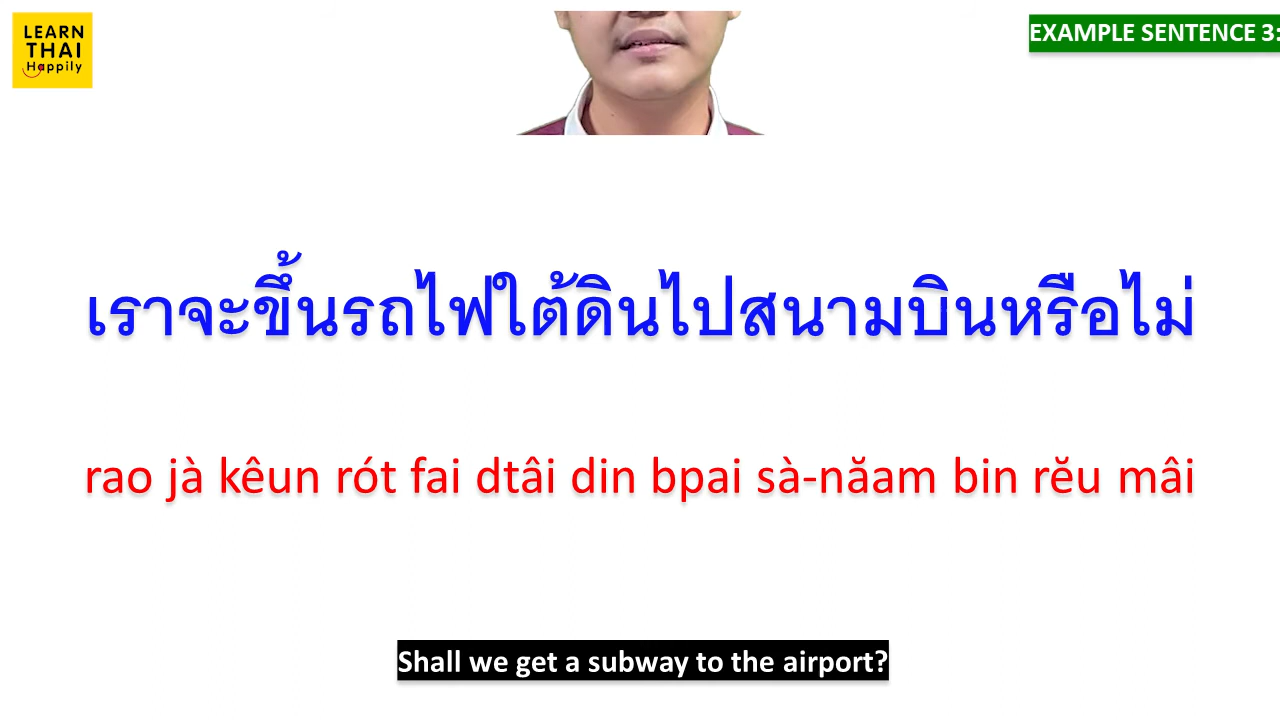 LEARN
THAI
Happily
EXAMPLE SENTENCE 3:
เราจะขึ้นรถไฟใต้ดินไปสนามบินหรือไม่
rao jà kêun rót fai dtâi din bpai sà-năam bin rĕu mâi
Shall we get a subway to the airport?